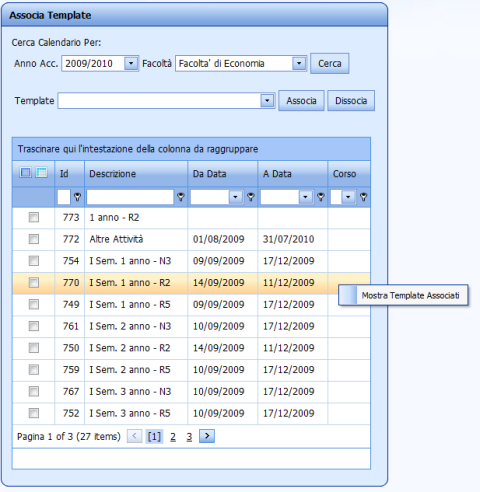 Associa Template
Cerca Calendario Per:
Anno Acc. 2009/2010 Facoltà Facolta' di Economia Cerca
Template Associa Dissocia
Trascinare qui l'intestazione della colonna da raggruppare
Id Descrizione Da Data A Data Corso
773 1 anno - R2
772 Altre Attività 01/08/2009 31/07/2010
754 I Sem. 1 anno - N3 09/09/2009 17/12/2009
770 I Sem. 1 anno - R2 14/09/2009 11/12/2009
Mostra Template Associati
749 I Sem. 1 anno - R5 09/09/2009 17/12/2009
761 I Sem. 2 anno - N3 10/09/2009 17/12/2009
750 I Sem. 2 anno - R2 14/09/2009 11/12/2009
759 I Sem. 2 anno - R5 10/09/2009 17/12/2009
767 I Sem. 3 anno - N3 10/09/2009 17/12/2009
752 I Sem. 3 anno - R5 10/09/2009 17/12/2009
Pagina 1 of 3 (27 items) < [1] 2 3 >